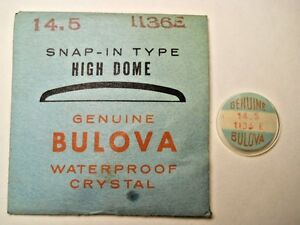 14.5 1136E
SNAP-IN TYPE
HIGH DOME
GENUINE
BULOVA
WATERPROOF
CRYSTAL
GENUINE
14.5
1136 E
BULOVA